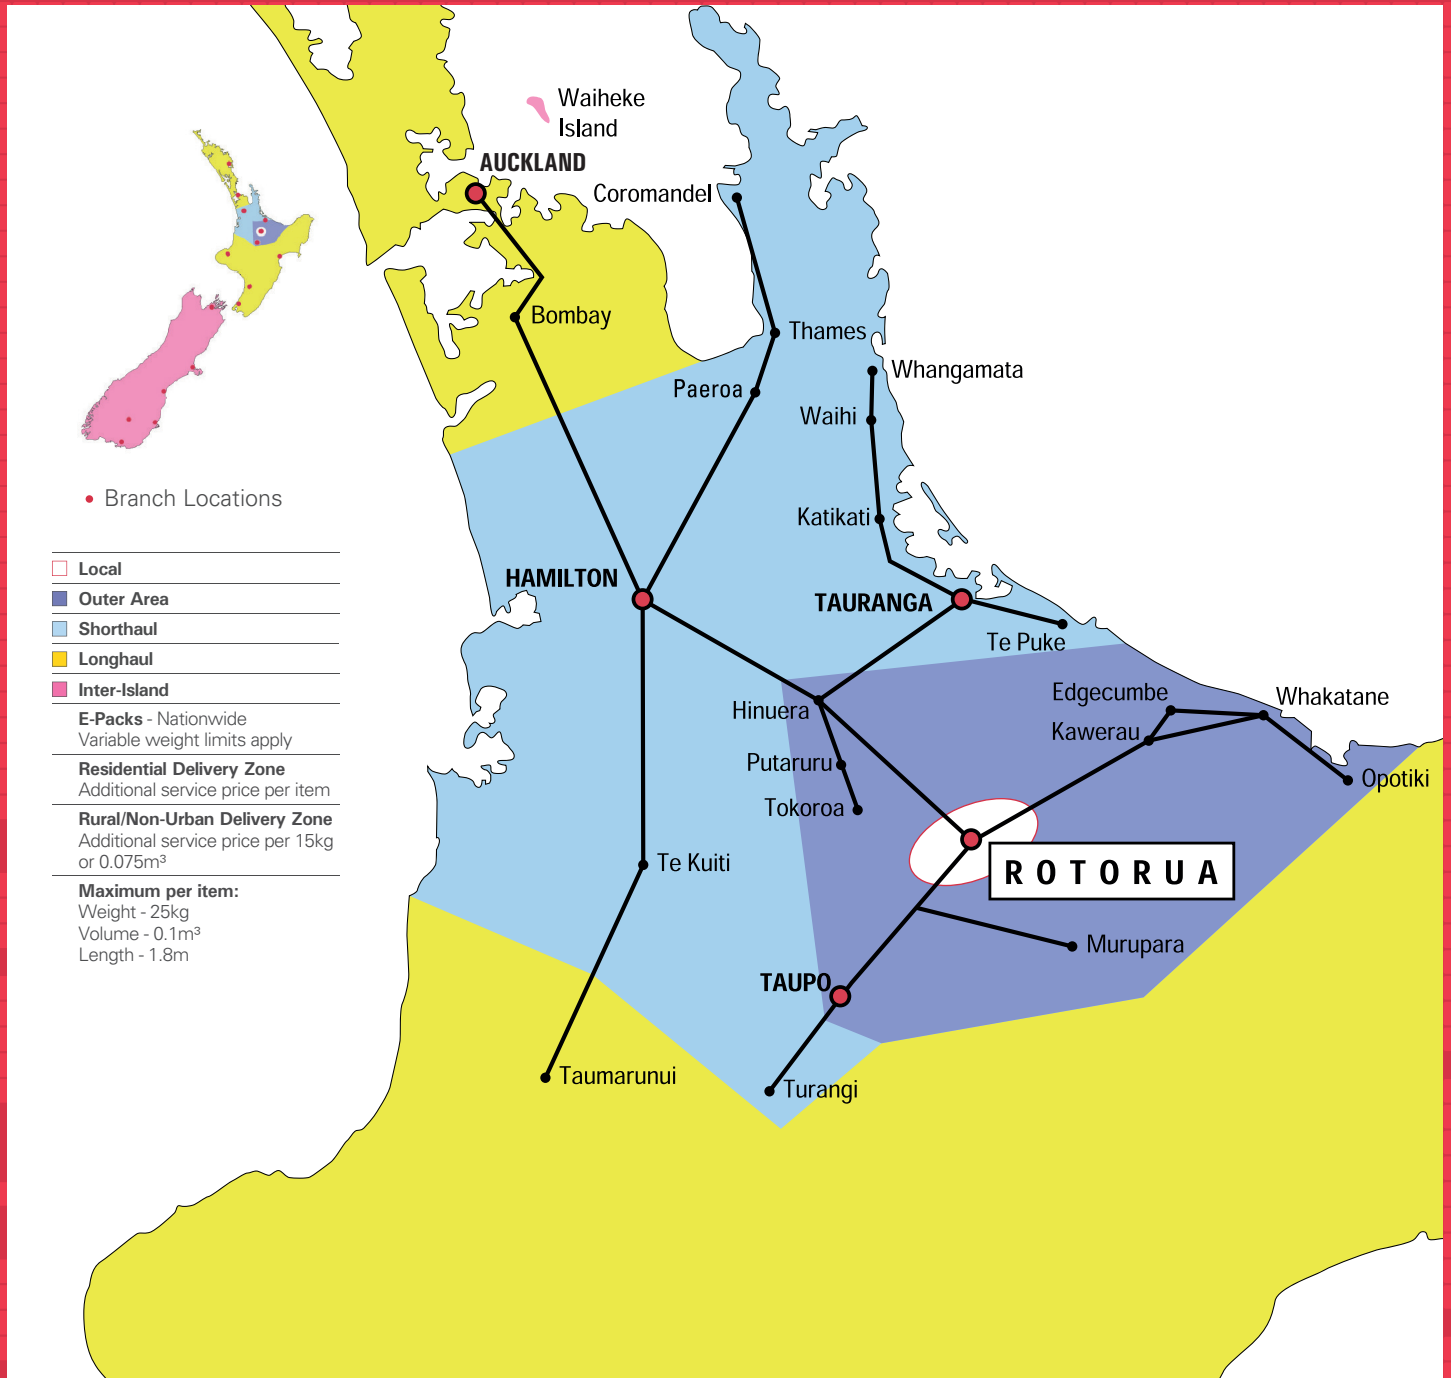 Waiheke
Island
AUCKLAND
Coromandel
Bombay
Thames
Whangamata
Paeroa
Waihi
• Branch Locations
Katikati
HAMILTON
TAURANGA
Te Puke
Local
Outer Area
Shorthaul
Longhaul
Inter-Island
E-Packs - Nationwide
Variable weight limits apply
Residential Delivery Zone
Additional service price per item
Rural/Non-Urban Delivery Zone
Additional service price per 15kg
or 0.075m³
Maximum per item:
Weight - 25kg
Volume - 0.1m³
Length - 1.8m
Edgecumbe
Whakatane
Hinuera
Kawerau
Putaruru
Opotiki
Tokoroa
Te Kuiti
ROTORUA
Murupara
TAUPO
Taumarunui
Turangi